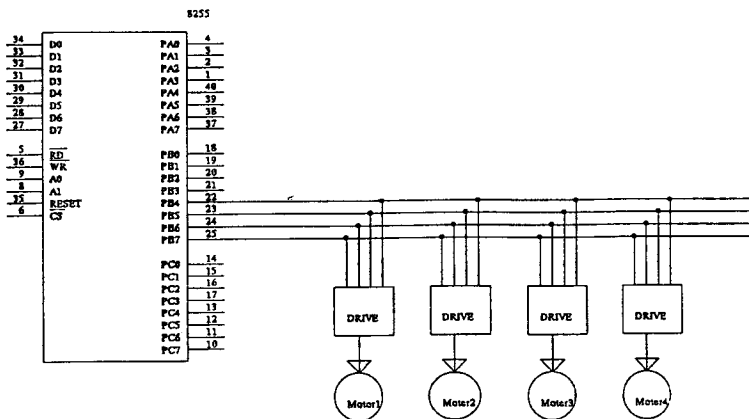 8255
34 D0 PA0 4
33 D1 PA1 3
32 D2 PA2 2
31 D3 PA3 1
30 D4 PA4 40
29 D5 PA5 39
28 D6 PA6 38
27 D7 PA7 37
5 RD PB0 18
36 WR PB1 19
9 A0 PB2 20
8 A1 PB3 21
35 RESET PB4 22
6 CS PB5 23
PB6 24
PB7 25
PC0 14
PC1 15
PC2 16
PC3 17
PC4 13
PC5 12
PC6 11
PC7 10
DRIVE DRIVE DRIVE DRIVE
Motor1 Motor2 Motor3 Motor4